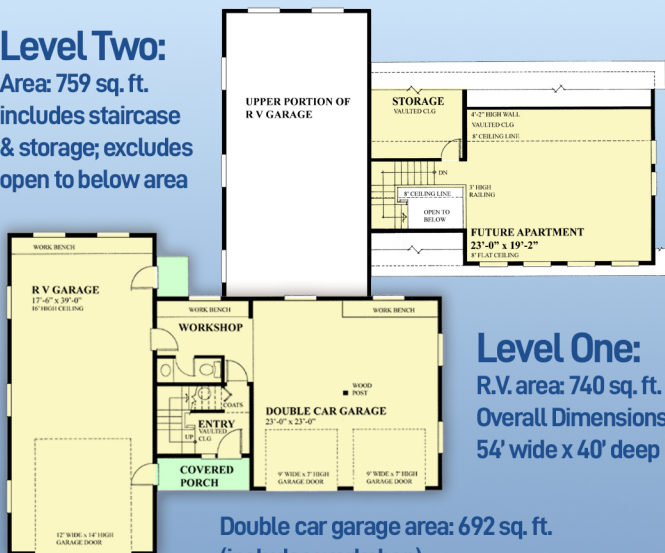 Level Two:
Area: 759 sq. ft.
includes staircase
& storage; excludes
open to below area
UPPER PORTION OF
R V GARAGE
STORAGE
VAULTED CLG
4'-2" HIGH WALL
VAULTED CLG
8' CEILING LINE
DN
8' CEILING LINE
3' HIGH
RAILING
OPEN TO
BELOW
FUTURE APARTMENT
23'-0" x 19'-2"
8' FLAT CEILING
WORK BENCH
R V GARAGE
17'-6" x 39'-0"
16' HIGH CEILING
12' WIDE x 14' HIGH
GARAGE DOOR
WORK BENCH
WORKSHOP
WORK BENCH
COATS
ENTRY
VAULTED
CLG
UP
COVERED
PORCH
WOOD
POST
DOUBLE CAR GARAGE
23'-0" x 23'-0"
9' WIDE x 7' HIGH
GARAGE DOOR
9' WIDE x 7' HIGH
GARAGE DOOR
Level One:
R.V. area: 740 sq. ft.
Overall Dimensions
54' wide x 40' deep
Double car garage area: 692 sq. ft.